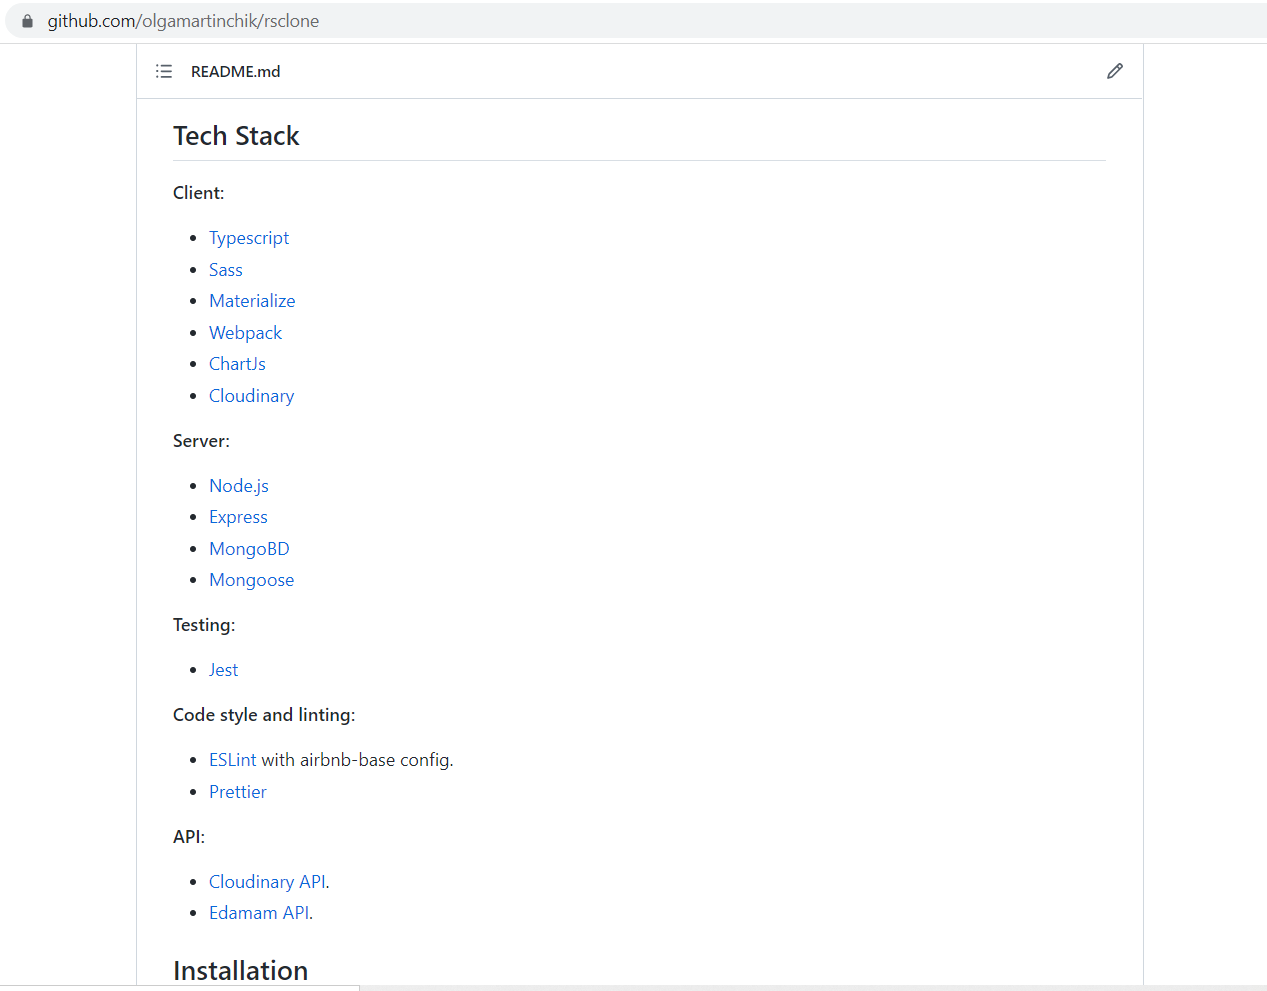 github.com/olgamartinchik/rsclone
README.md
Tech Stack
Client:
Typescript
Sass
Materialize
Webpack
ChartJs
Cloudinary
Server:
Node.js
Express
MongoBD
Mongoose
Testing:
Jest
Code style and linting:
ESLint with airbnb-base config.
Prettier
API:
Cloudinary API.
Edamam API.
Installation